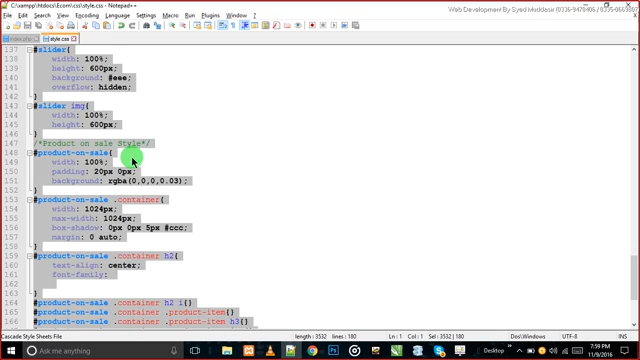 C:\xampp\htdocs\Ecom\css\style.css - Notepad++
Web Development By Syed Moddasir
File Edit Search View Encoding Language Settings Macro Run Plugins Window ?
index.php style.css
137 #slider{
138 width: 100%;
139 height: 600px;
140 background: #eee;
141 overflow: hidden;
142 }
143 #slider img{
144 width: 100%;
145 height: 600px;
146 }
147 /*Product on sale Style*/
148 #product-on-sale{
149 width: 100%;
150 padding: 20px 0px;
151 background: rgba(0,0,0,0.03);
152 }
153 #product-on-sale .container{
154 width: 1024px;
155 max-width: 1024px;
156 box-shadow: 0px 0px 5px #ccc;
157 margin: 0 auto;
158 }
159 #product-on-sale .container h2{
160 text-align: center;
161 font-family:
162
163 }
164 #product-on-sale .container h2 i{}
165 #product-on-sale .container .product-item{}
166 #product-on-sale .container .product-item h3{}
Cascade Style Sheets File length : 3532 lines : 180 Ln : 1 Col : 1 Sel : 3532 | 180 Dos\Windows UTF-8 INS
Ask me anything
Desktop
7:59 PM
11/9/2016